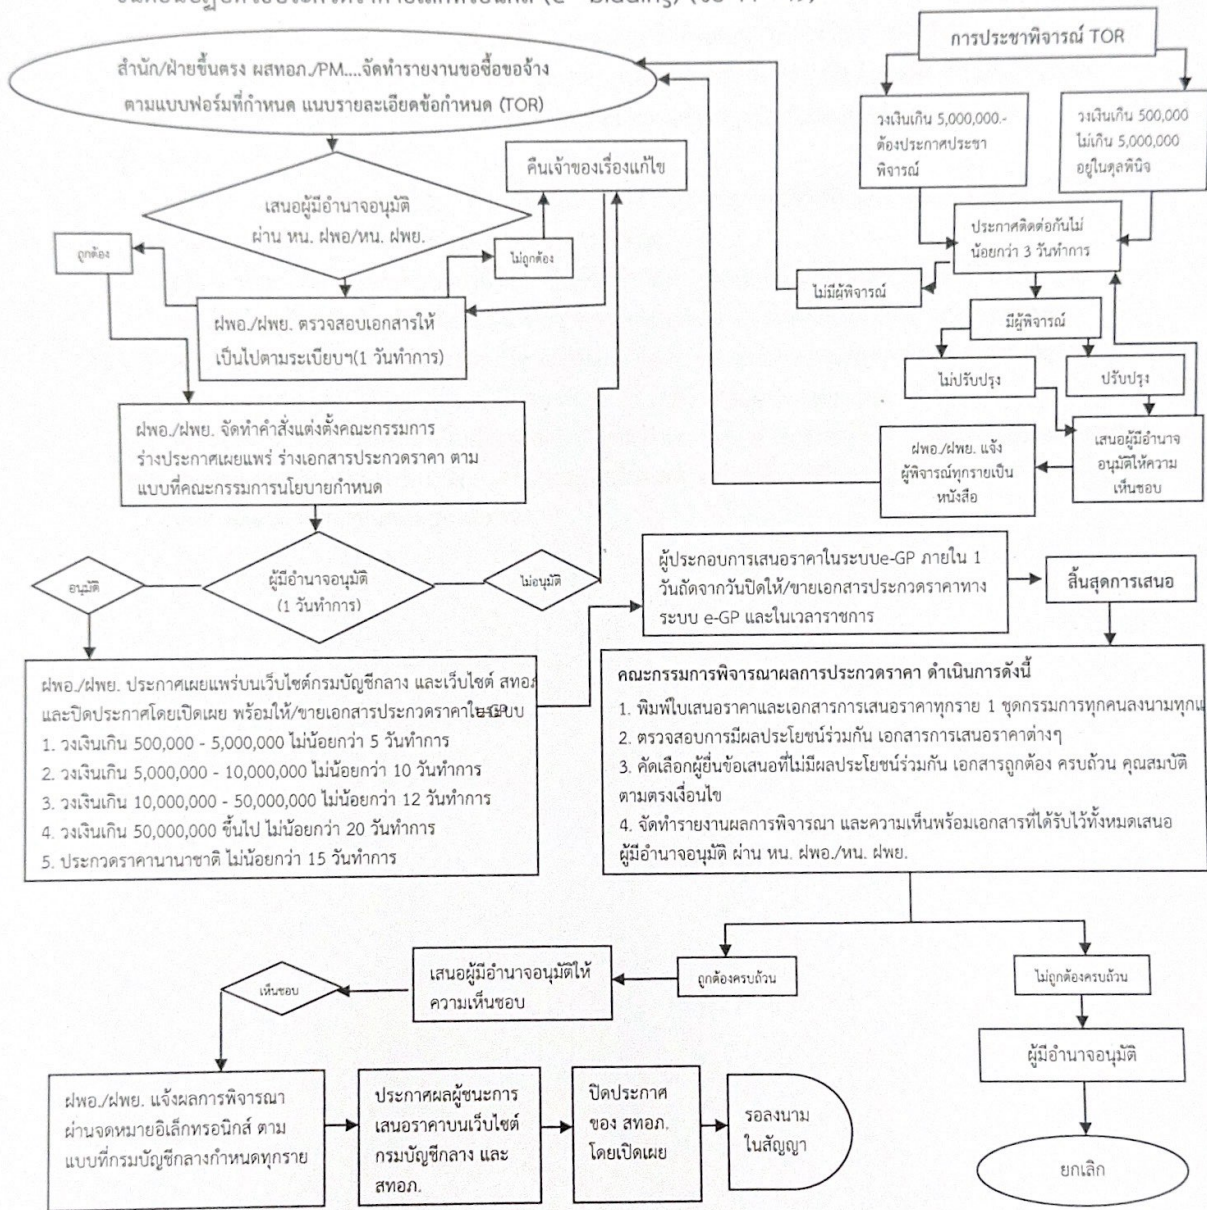 (e - bidding)
การประชาพิจารณ์ TOR
สำนัก/ฝ่ายขึ้นตรง ผสทอภ./PM....จัดทำรายงานขอซื้อขอจ้าง
ตามแบบฟอร์มที่กำหนด แนบรายละเอียดข้อกำหนด (TOR)
วงเงินเกิน 5,000,000.-
ต้องประกาศประชา
พิจารณ์
วงเงินเกิน 500,000
ไม่เกิน 5,000,000
อยู่ในดุลพินิจ
คืนเจ้าของเรื่องแก้ไข
เสนอผู้มีอำนาจอนุมัติ
ผ่าน หน. ฝพอ/หน. ฝพย.
ประกาศติดต่อกันไม่
น้อยกว่า 3 วันทำการ
ถูกต้อง
ไม่ถูกต้อง
ไม่มีผู้พิจารณ์
มีผู้พิจารณ์
ฝพอ./ฝพย. ตรวจสอบเอกสารให้
เป็นไปตามระเบียบฯ(1 วันทำการ)
ไม่ปรับปรุง
ปรับปรุง
ฝพอ./ฝพย. จัดทำคำสั่งแต่งตั้งคณะกรรมการ
ร่างประกาศเผยแพร่ ร่างเอกสารประกวดราคา ตาม
แบบที่คณะกรรมการนโยบายกำหนด
ฝพอ./ฝพย. แจ้ง
ผู้พิจารณ์ทุกรายเป็น
หนังสือ
เสนอผู้มีอำนาจ
อนุมัติให้ความ
เห็นชอบ
อนุมัติ
ผู้มีอำนาจอนุมัติ
(1 วันทำการ)
ไม่อนุมัติ
ผู้ประกอบการเสนอราคาในระบบe-GP ภายใน 1
วันถัดจากวันปิดให้/ขายเอกสารประกวดราคาทาง
ระบบ e-GP และในเวลาราชการ
สิ้นสุดการเสนอ
ฝพอ./ฝพย. ประกาศเผยแพร่บนเว็บไซต์กรมบัญชีกลาง และเว็บไซต์ สทอภ
และปิดประกาศโดยเปิดเผย พร้อมให้/ขายเอกสารประกวดราคาในระบบ e-GP
1. วงเงินเกิน 500,000 - 5,000,000 ไม่น้อยกว่า 5 วันทำการ
2. วงเงินเกิน 5,000,000 - 10,000,000 ไม่น้อยกว่า 10 วันทำการ
3. วงเงินเกิน 10,000,000 - 50,000,000 ไม่น้อยกว่า 12 วันทำการ
4. วงเงินเกิน 50,000,000 ขึ้นไป ไม่น้อยกว่า 20 วันทำการ
5. ประกวดราคานานาชาติ ไม่น้อยกว่า 15 วันทำการ
คณะกรรมการพิจารณาผลการประกวดราคา ดำเนินการดังนี้
1. พิมพ์ใบเสนอราคาและเอกสารการเสนอราคาทุกราย 1 ชุดกรรมการทุกคนลงนามทุกแ
2. ตรวจสอบการมีผลประโยชน์ร่วมกัน เอกสารการเสนอราคาต่างๆ
3. คัดเลือกผู้ยื่นข้อเสนอที่ไม่มีผลประโยชน์ร่วมกัน เอกสารถูกต้อง ครบถ้วน คุณสมบัติ
ตามตรงเงื่อนไข
4. จัดทำรายงานผลการพิจารณา และความเห็นพร้อมเอกสารที่ได้รับไว้ทั้งหมดเสนอ
ผู้มีอำนาจอนุมัติ ผ่าน หน. ฝพอ./หน. ฝพย.
เห็นชอบ
เสนอผู้มีอำนาจอนุมัติให้
ความเห็นชอบ
ถูกต้องครบถ้วน
ไม่ถูกต้องครบถ้วน
ผู้มีอำนาจอนุมัติ
ฝพอ./ฝพย. แจ้งผลการพิจารณา
ผ่านจดหมายอิเล็กทรอนิกส์ ตาม
แบบที่กรมบัญชีกลางกำหนดทุกราย
ประกาศผลผู้ชนะการ
เสนอราคาบนเว็บไซต์
กรมบัญชีกลาง และ
สทอภ.
ปิดประกาศ
ของ สทอภ.
โดยเปิดเผย
รอลงนาม
ในสัญญา
ยกเลิก